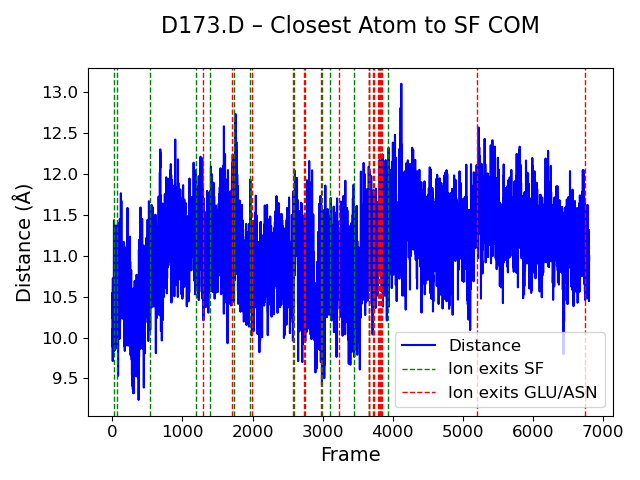 D173.D – Closest Atom to SF COM
13.0
12.5
12.0
11.5
11.0
10.5
10.0
9.5
Distance (Å)
Distance
Ion exits SF
Ion exits GLU/ASN
0 1000 2000 3000 4000 5000 6000 7000
Frame